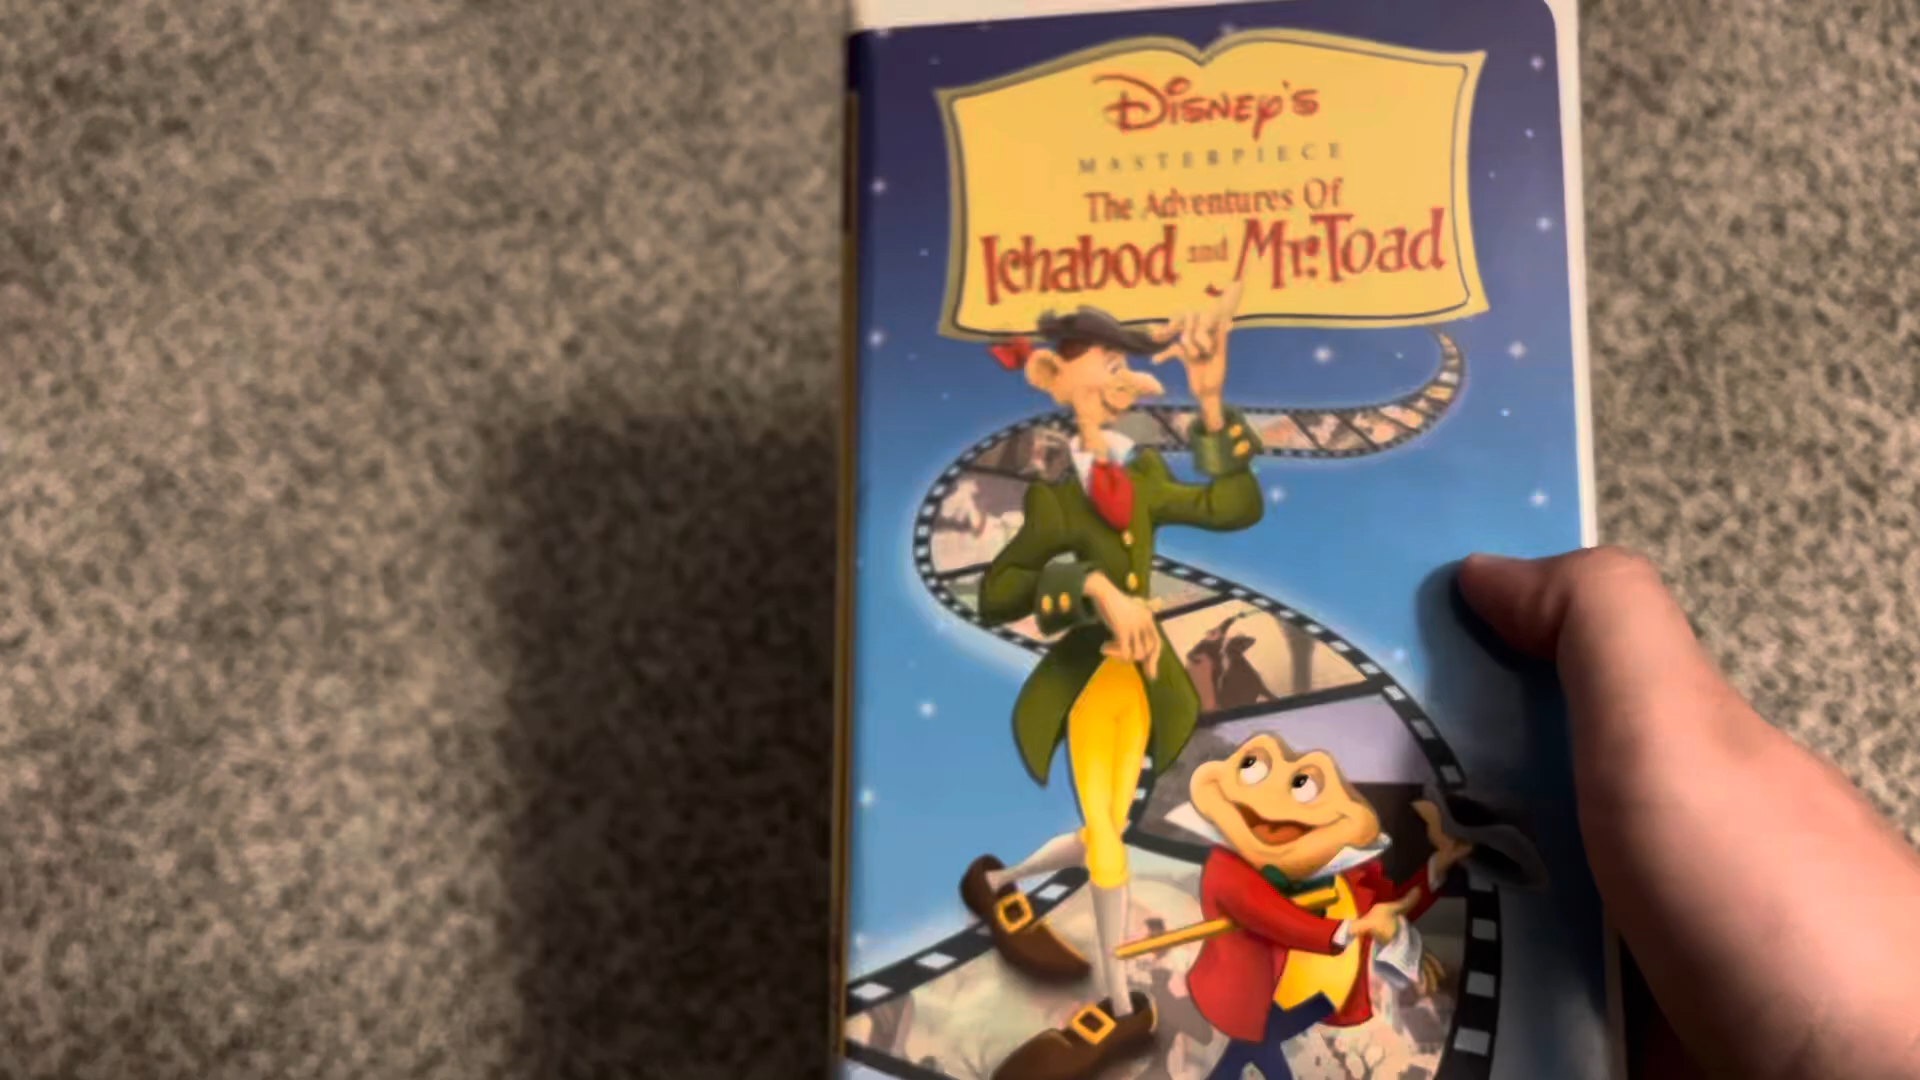 Disney's
MASTERPIECE
The Adventures Of
Ichabod and Mr. Toad